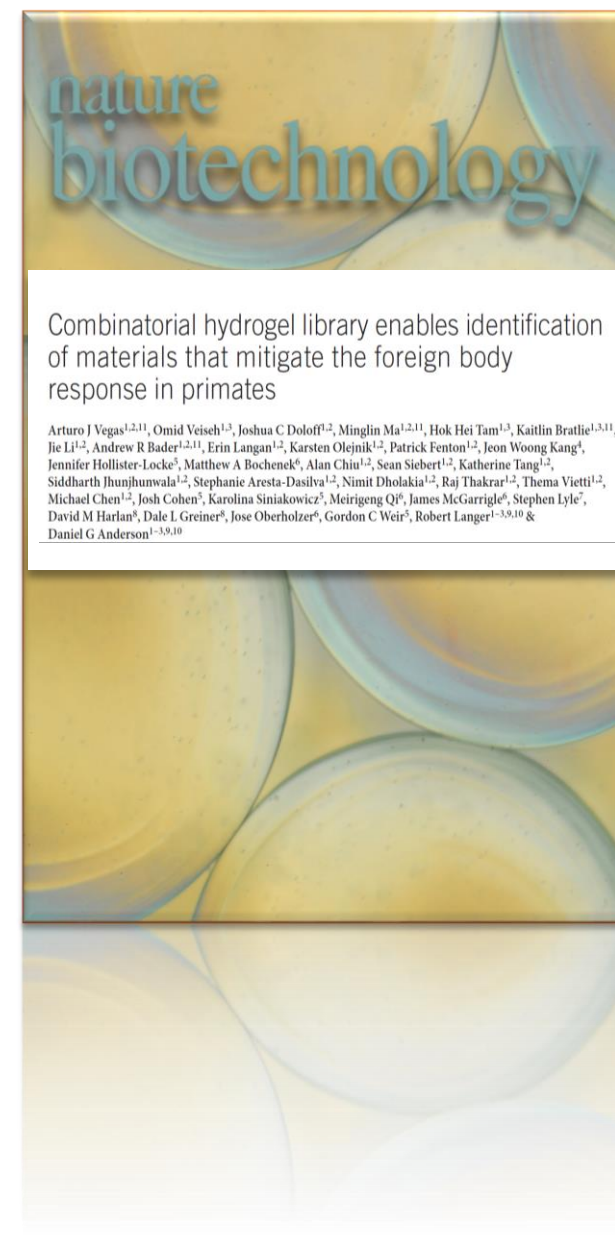 nature
biotechnology
Combinatorial hydrogel library enables identification
of materials that mitigate the foreign body
response in primates
Arturo J Vegas1,2,11, Omid Veiseh1,3, Joshua C Doloff1,2, Minglin Ma1,2,11, Hok Hei Tam1,3, Kaitlin Bratlie1,3,11,
Jie Li1,2, Andrew R Bader1,2,11, Erin Langan1,2, Karsten Olejnik1,2, Patrick Fenton1,2, Jeon Woong Kang4,
Jennifer Hollister-Locke5, Matthew A Bochenek6, Alan Chiu1,2, Sean Siebert1,2, Katherine Tang1,2,
Siddharth Jhunjhunwala1,2, Stephanie Aresta-Dasilva1,2, Nimit Dholakia1,2, Raj Thakrar1,2, Thema Vietti1,2,
Michael Chen1,2, Josh Cohen5, Karolina Siniakowicz5, Meirigeng Qi6, James McGarrigle6, Stephen Lyle7,
David M Harlan8, Dale L Greiner8, Jose Oberholzer6, Gordon C Weir5, Robert Langer1–3,9,10 &
Daniel G Anderson1–3,9,10